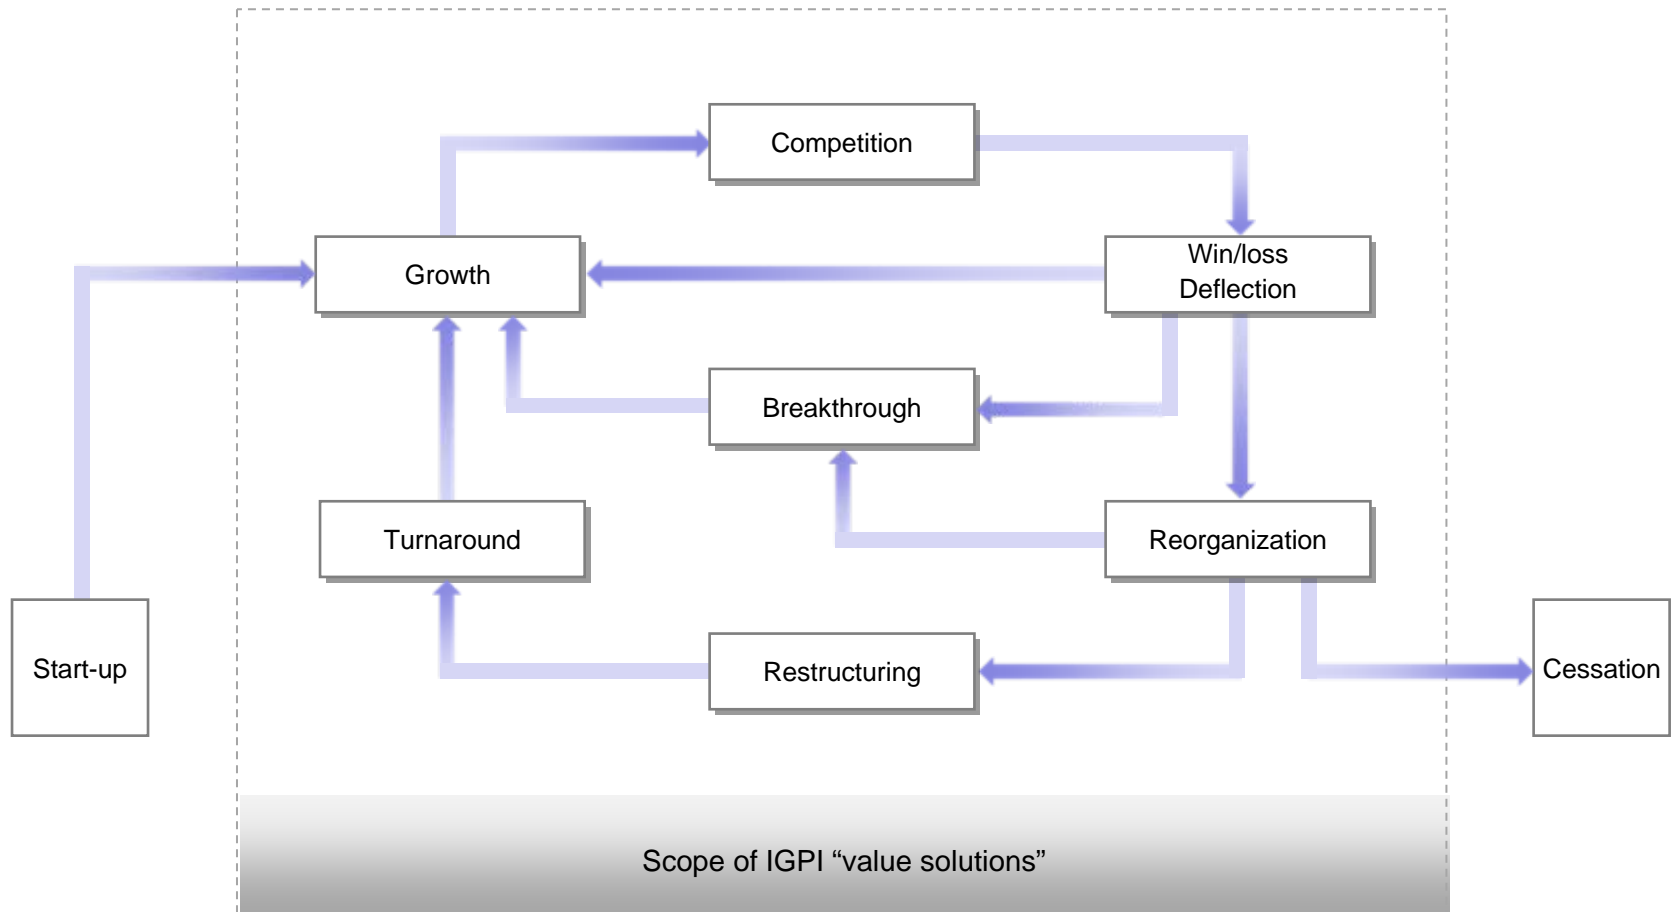 Competition
Growth
Win/loss
Deflection
Breakthrough
Turnaround
Reorganization
Start-up
Restructuring
Cessation
Scope of IGPI “value solutions”